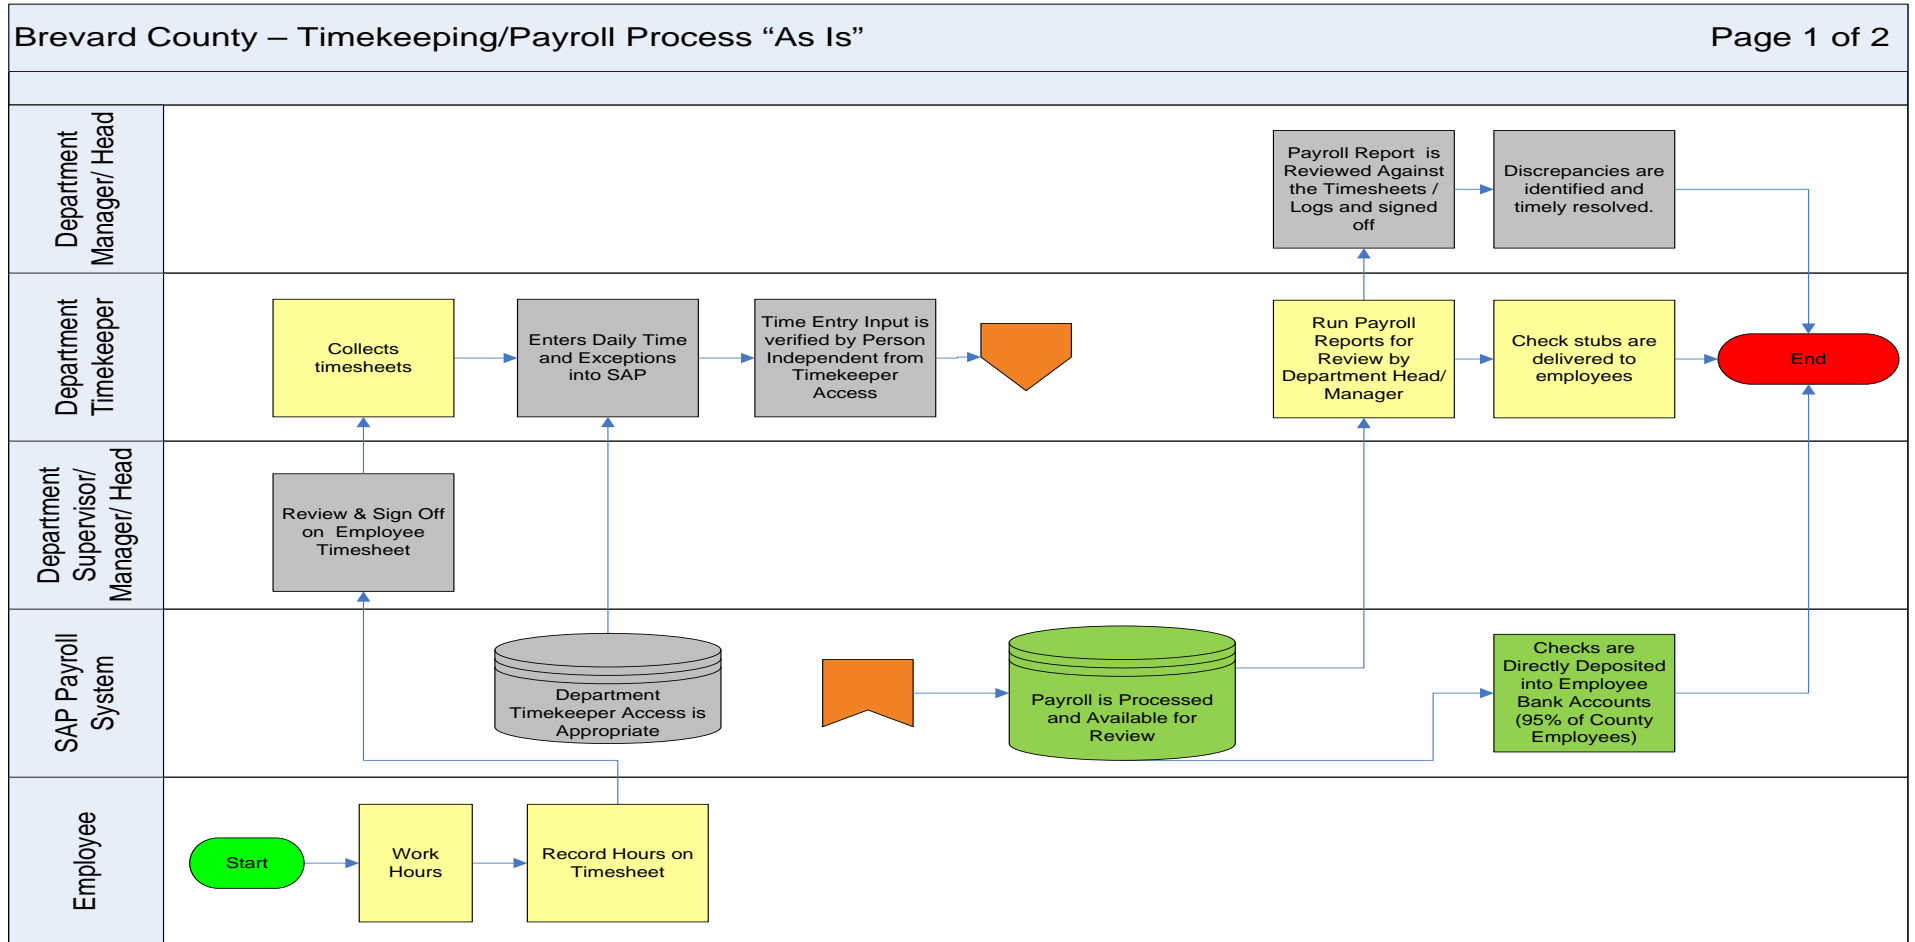 Brevard County – Timekeeping/Payroll Process “As Is”
Page 1 of 2
Department
Manager/ Head
Payroll Report  is
Reviewed Against
the Timesheets /
Logs and signed
off
Discrepancies are
identified and
timely resolved.
Department
Timekeeper
Collects
timesheets
Enters Daily Time
and Exceptions
into SAP
Time Entry Input is
verified by Person
Independent from
Timekeeper
Access
Run Payroll
Reports for
Review by
Department Head/
Manager
Check stubs are
delivered to
employees
End
Department
Supervisor/
Manager/ Head
Review & Sign Off
on  Employee
Timesheet
SAP Payroll
System
Department
Timekeeper Access is
Appropriate
Payroll is Processed
and Available for
Review
Checks are
Directly Deposited
into Employee
Bank Accounts
(95% of County
Employees)
Employee
Start
Work
Hours
Record Hours on
Timesheet